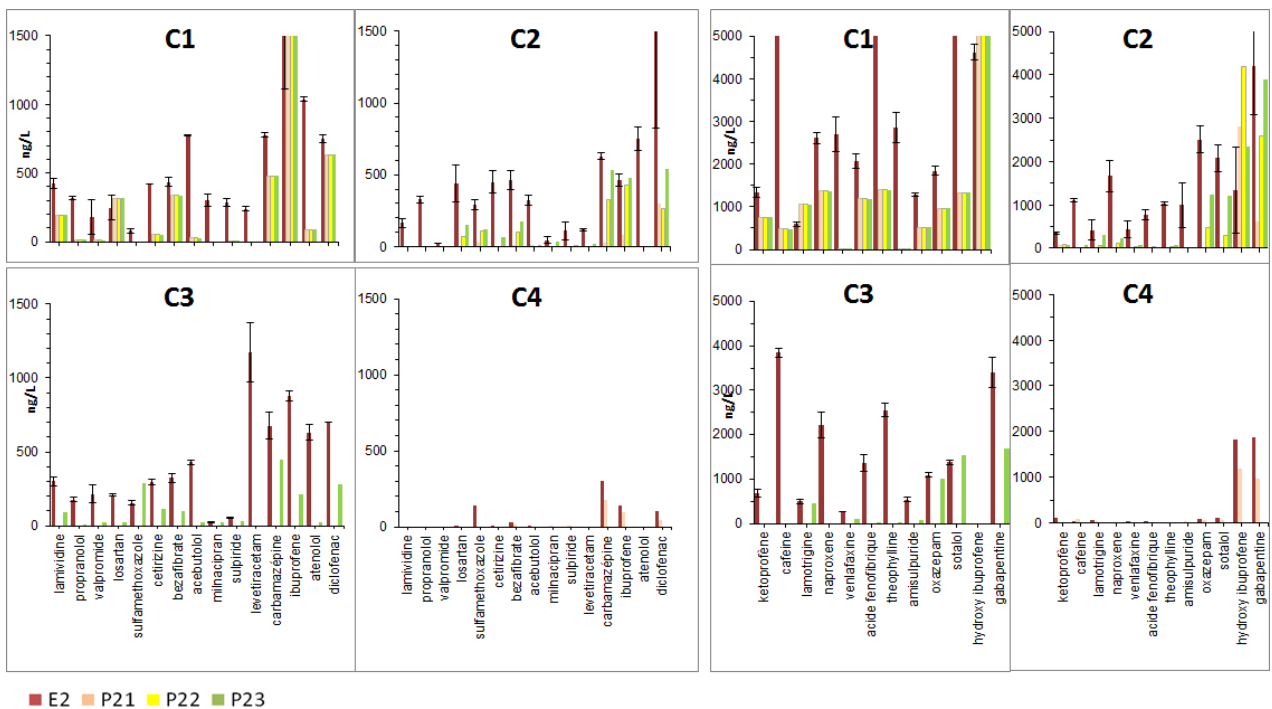 C1
C2
1500
1000
500
0
ng/L
1500
1000
500
0
C1
C2
5000
4000
3000
2000
1000
0
ng/L
5000
4000
3000
2000
1000
0
C3
C4
1500
1000
500
0
ng/L
1500
1000
500
0
C3
C4
5000
4000
3000
2000
1000
0
ng/L
5000
4000
3000
2000
1000
0
lamividine
propranolol
valpromide
losartan
sulfamethoxazole
cetirizine
bezafibrate
acebutolol
milnacipran
sulpiride
levetiracetam
carbamazépine
ibuprofene
atenolol
diclofenac
lamividine
propranolol
valpromide
losartan
sulfamethoxazole
cetirizine
bezafibrate
acebutolol
milnacipran
sulpiride
levetiracetam
carbamazépine
ibuprofene
atenolol
diclofenac
ketoprofène
cafeine
lamotrigine
naproxene
venlafaxine
acide fenofibrique
theophylline
amisulpuride
oxazepam
sotalol
hydroxy ibuprofene
gabapentine
ketoprofène
cafeine
lamotrigine
naproxene
venlafaxine
acide fenofibrique
theophylline
amisulpuride
oxazepam
sotalol
hydroxy ibuprofene
gabapentine
E2 P21 P22 P23